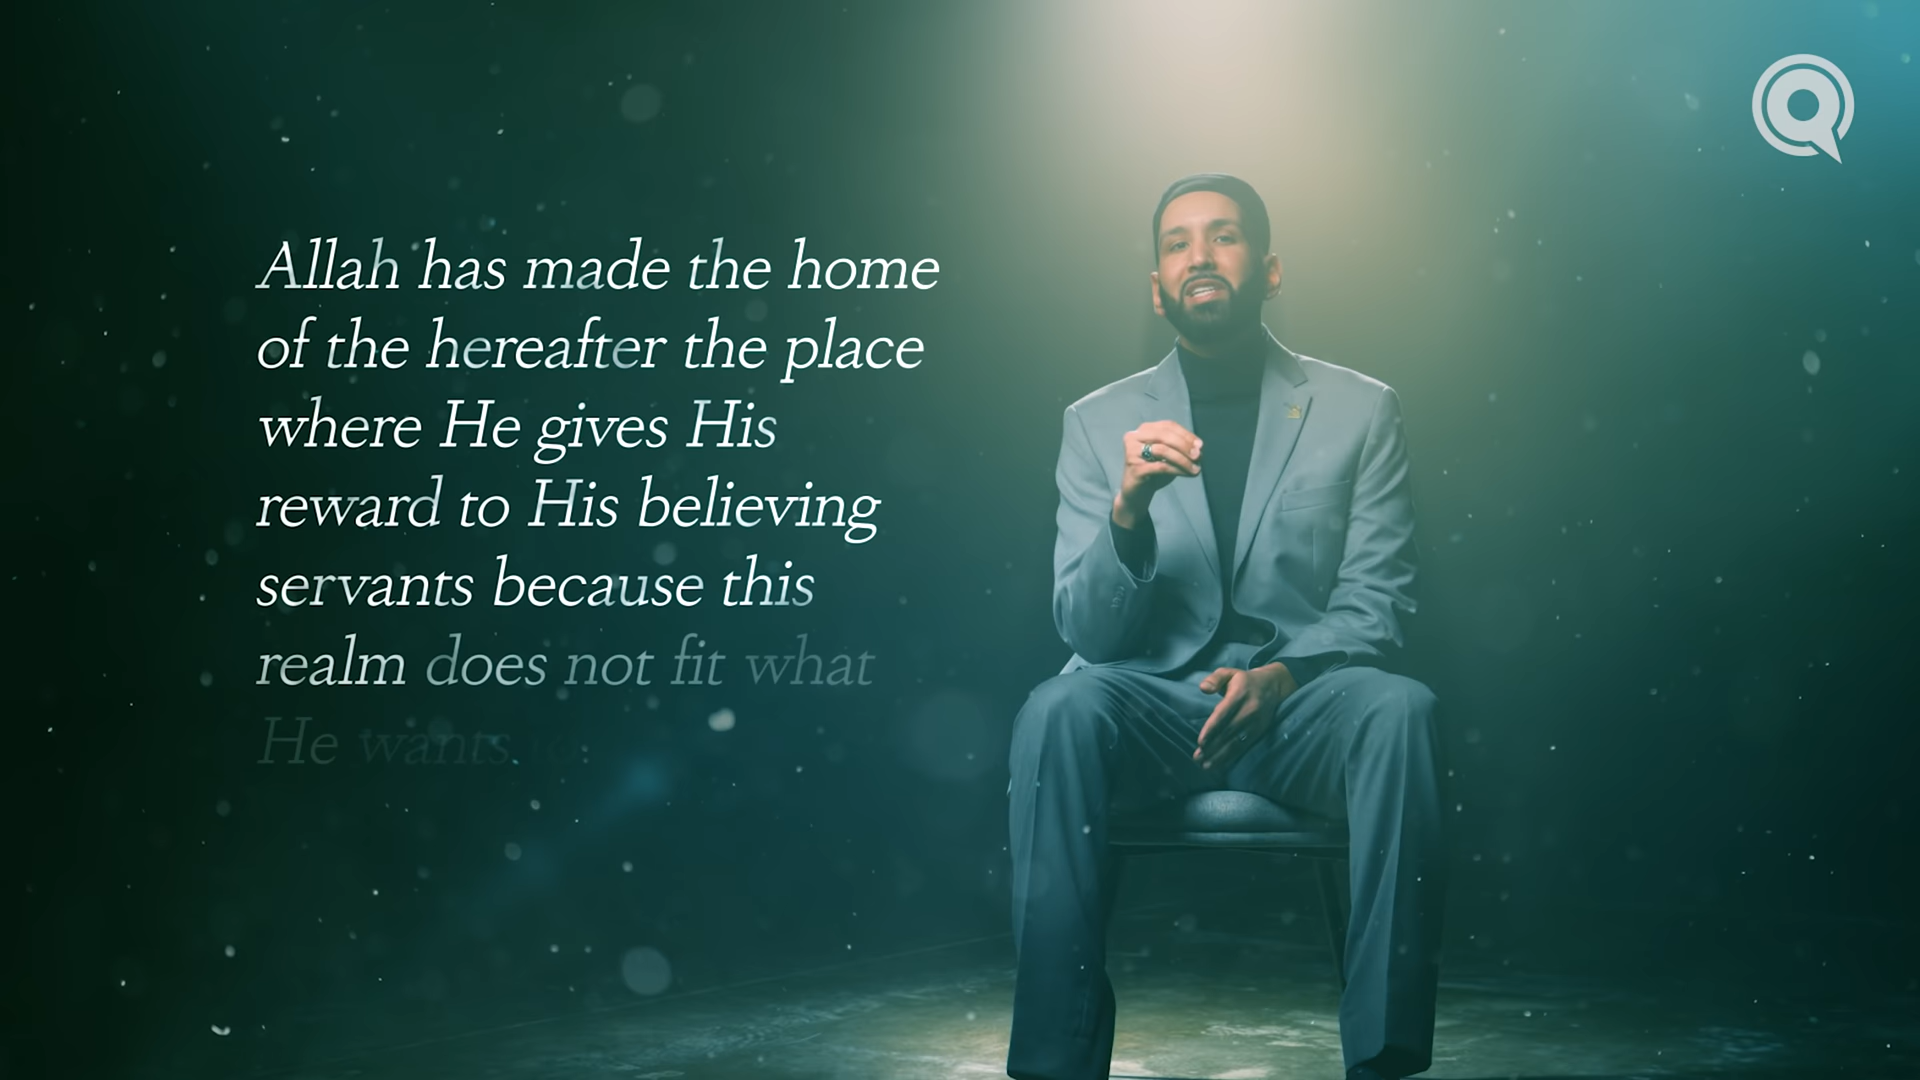 Allah has made the home
of the hereafter the place
where He gives His
reward to His believing
servants because this
realm does not fit what
He wants to